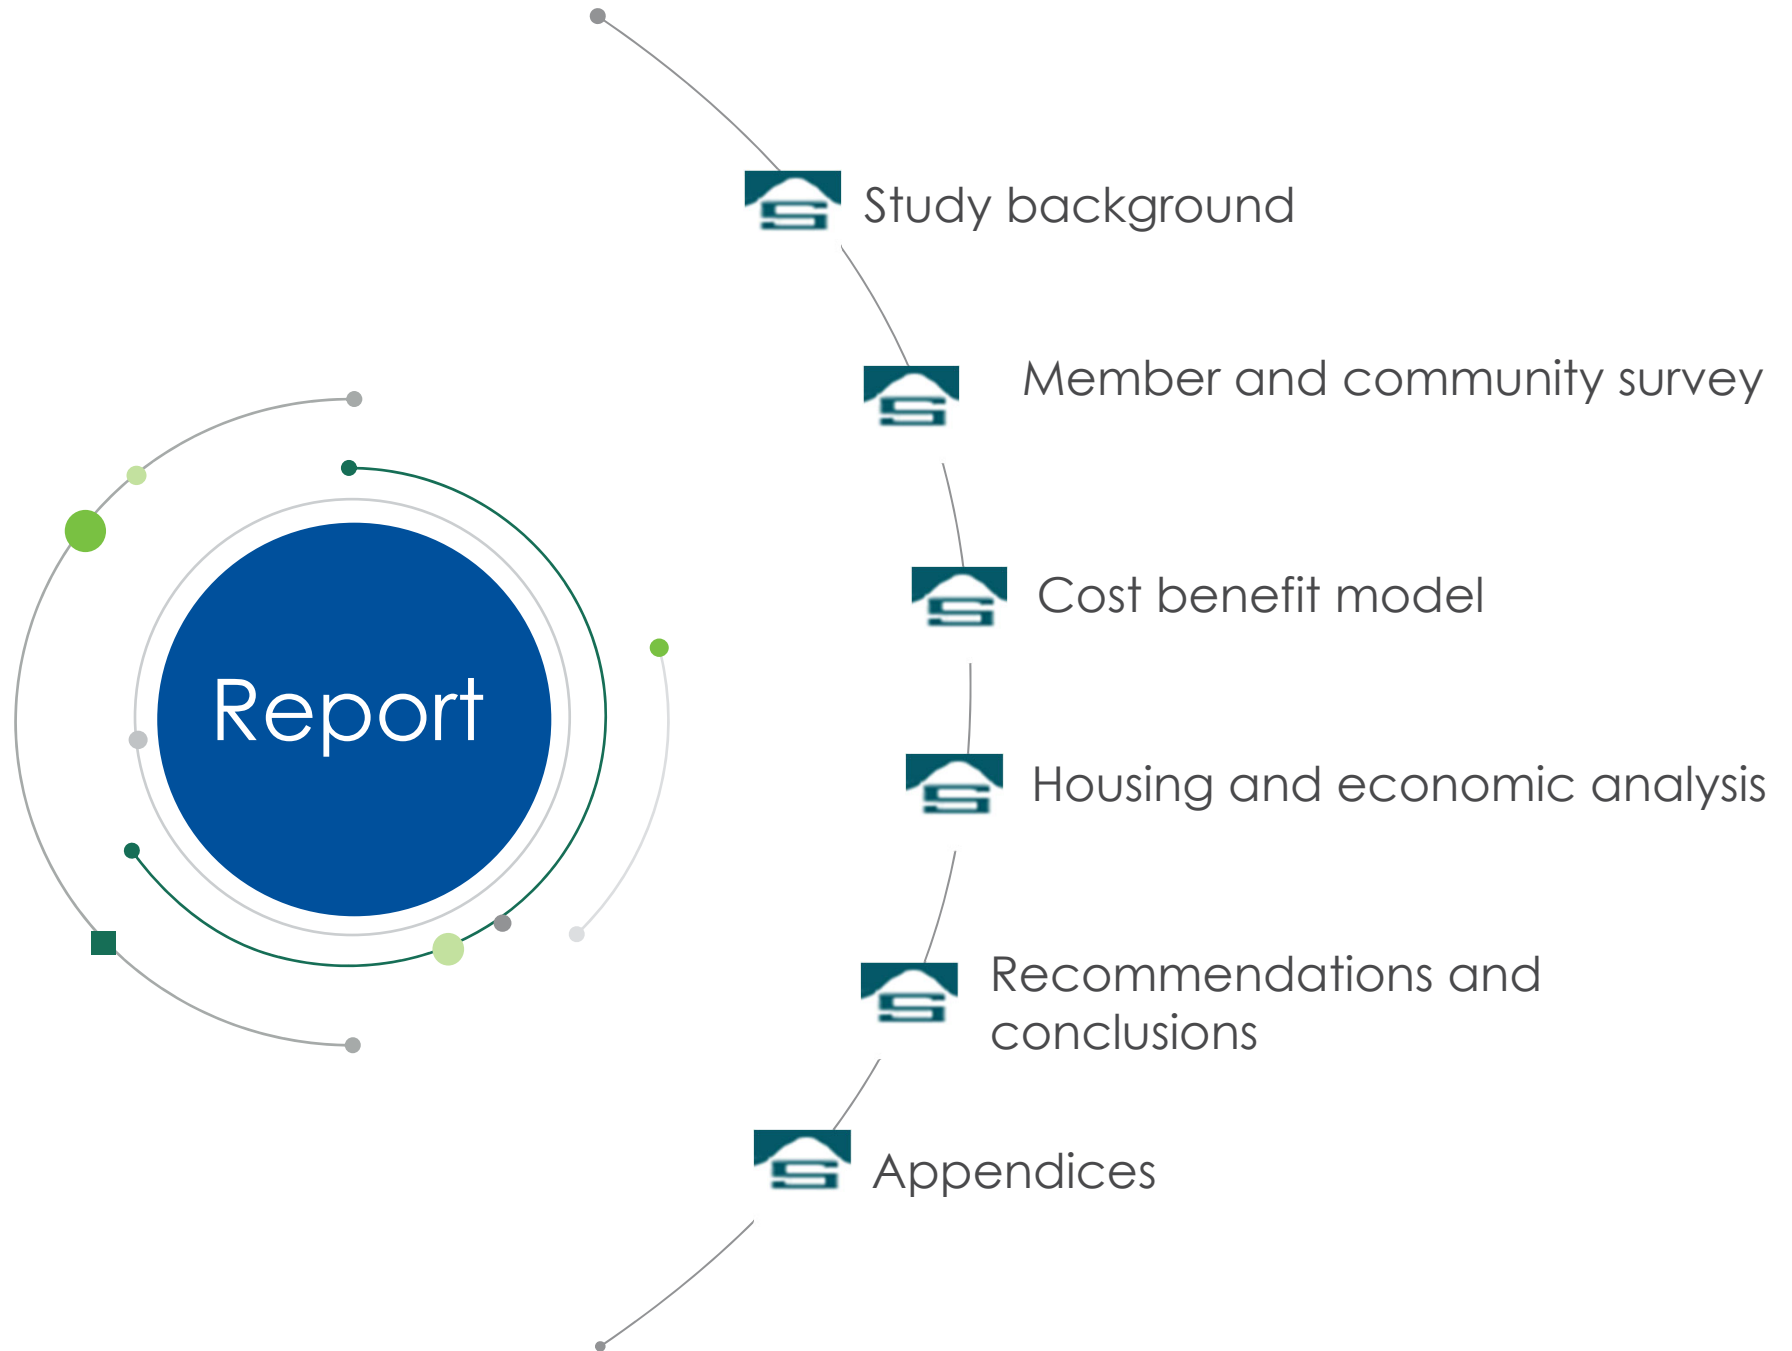 Study background
Member and community survey
Cost benefit model
Report
Housing and economic analysis
Recommendations and
conclusions
Appendices